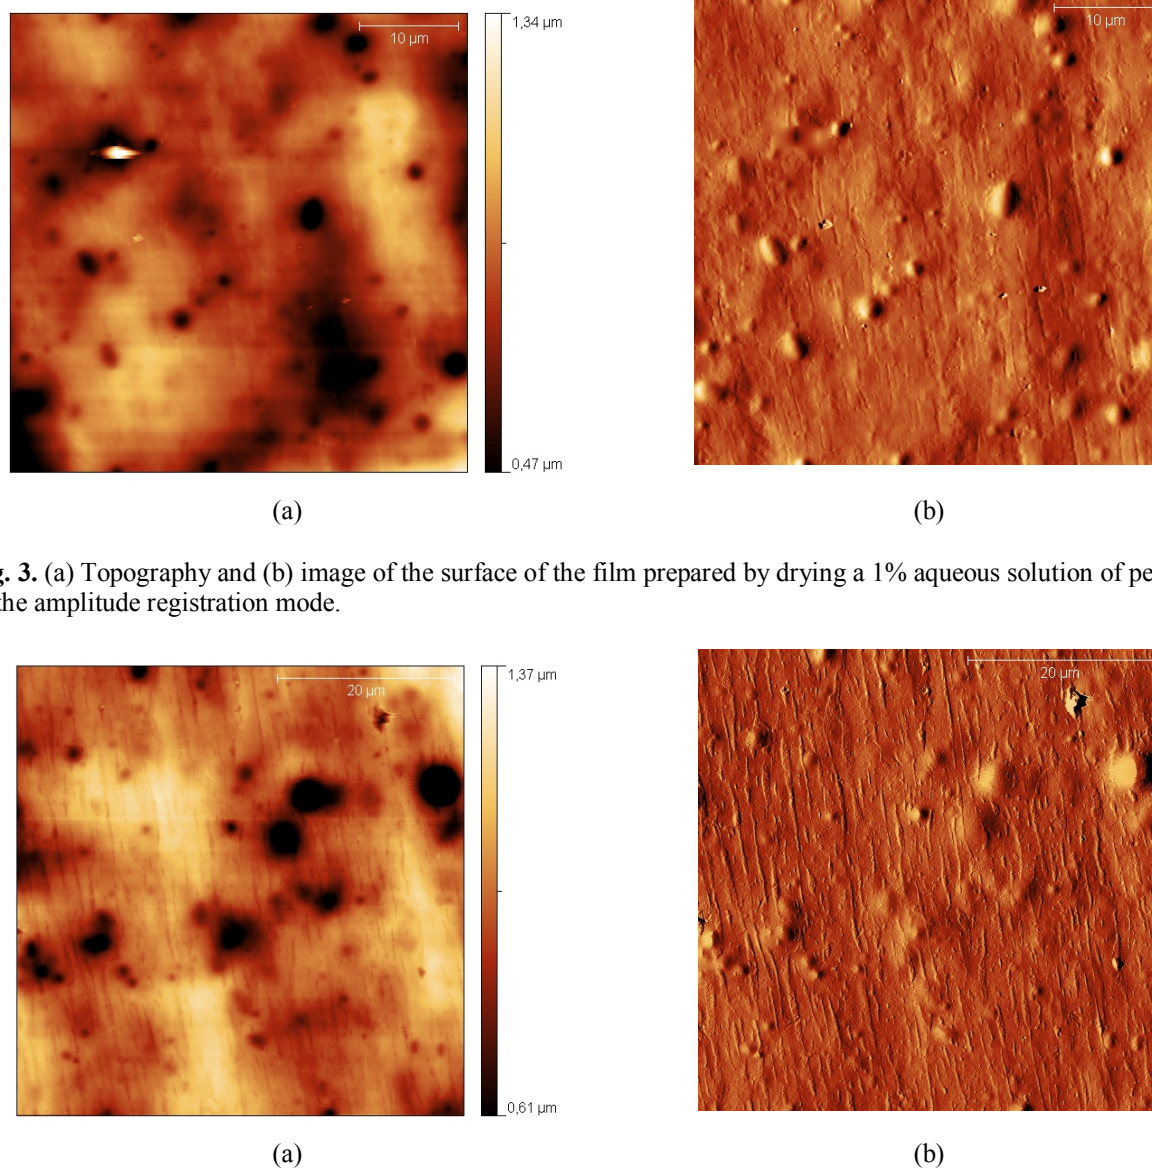 10 µm
1,34 µm
0,47 µm
10 µm
(a)
(b)
g. 3. (a) Topography and (b) image of the surface of the film prepared by drying a 1% aqueous solution of pe
the amplitude registration mode.
20 µm
1,37 µm
0,61 µm
20 µm
(a)
(b)